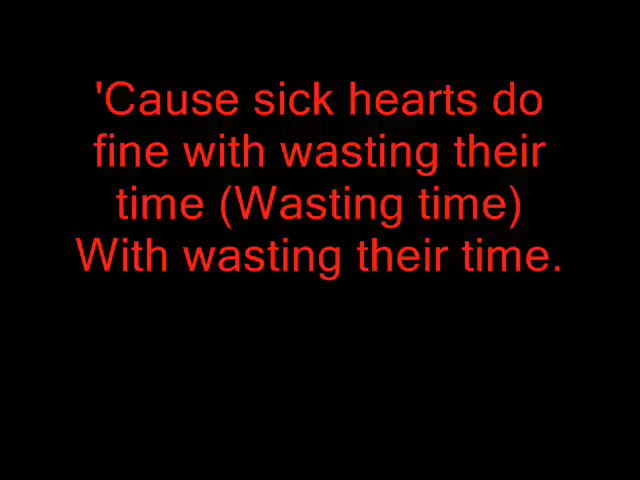 'Cause sick hearts do
fine with wasting their
time (Wasting time)
With wasting their time.